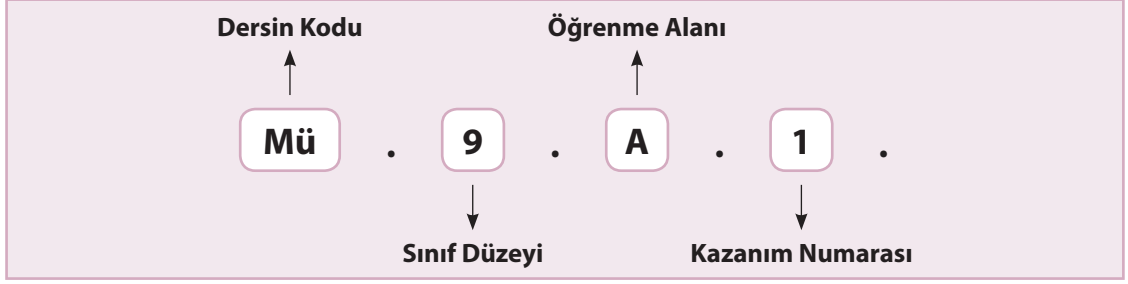 Dersin Kodu Öğrenme Alanı
Mü . 9 . A . 1 .
Sınıf Düzeyi Kazanım Numarası